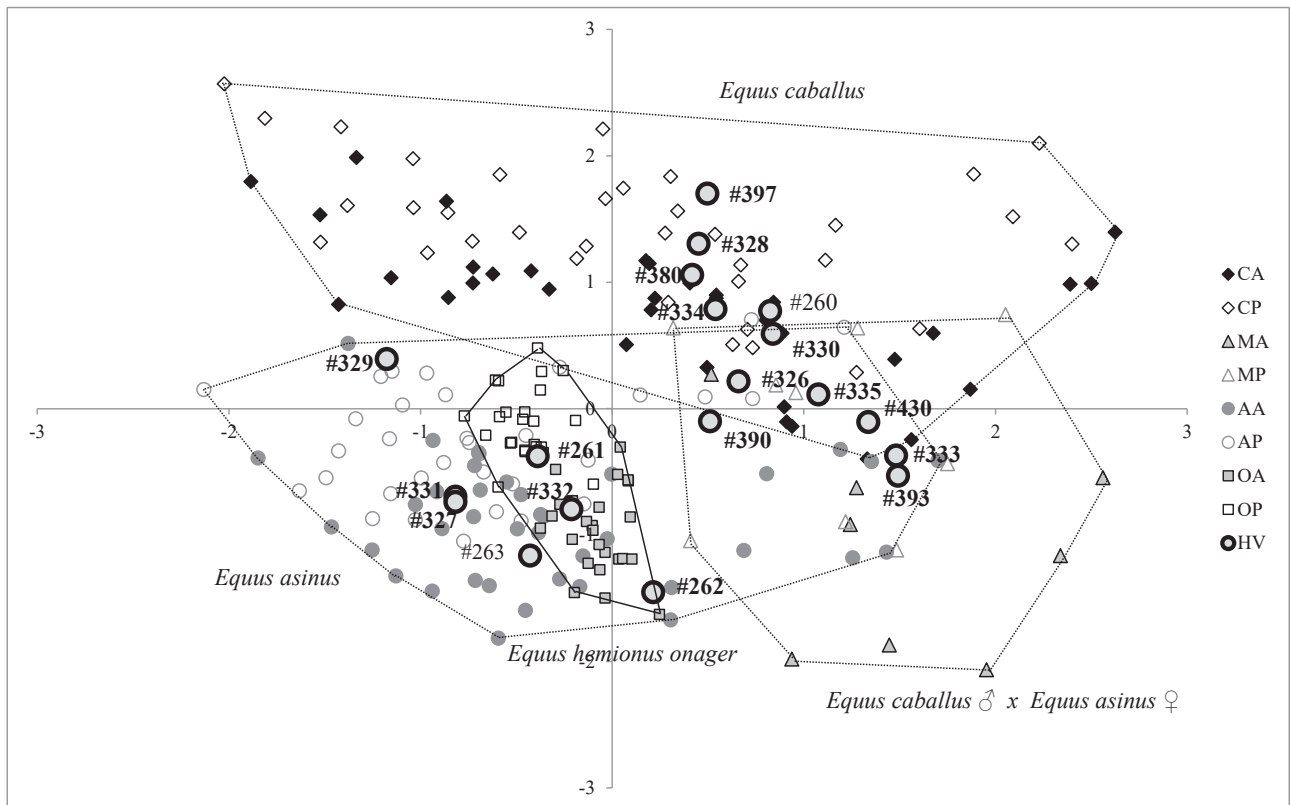 3
Equus caballus
2
#397
#328
1
#380
CA
#334
#260
CP
#329
#330
MA
#326
#335
MP
#430
AA
-3
-2
-1
0
1
2
3
#390
AP
#261
#333
OA
#393
#331
#332
OP
#327
-1
HV
#263
Equus asinus
#262
Equus hemionus onager
-2
Equus caballus ♂ x Equus asinus ♀
-3